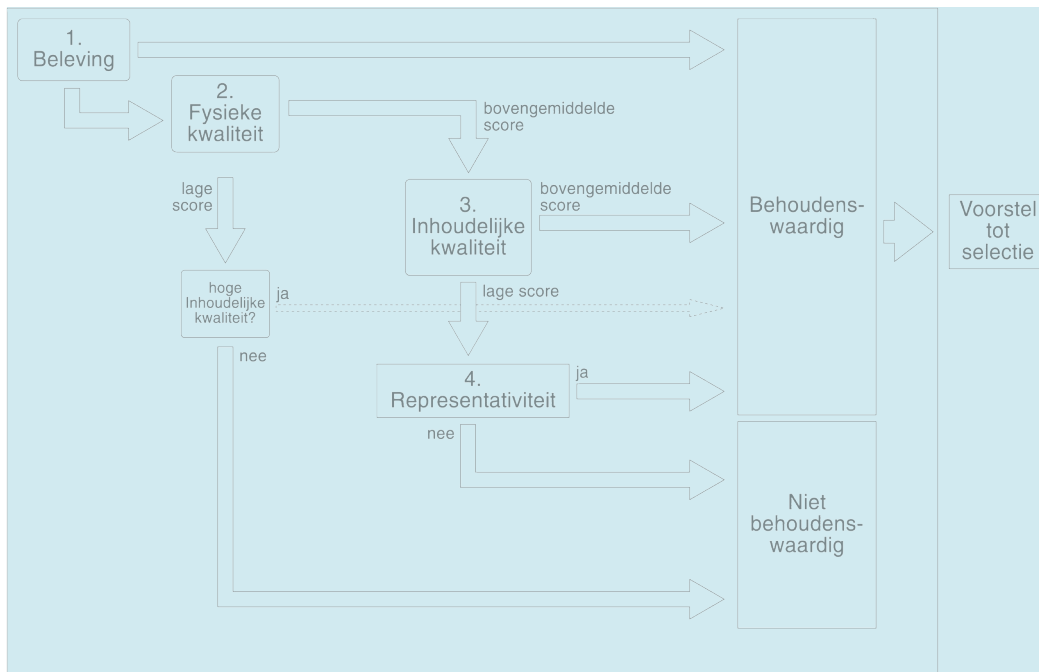 1.
Beleving
2.
Fysieke
kwaliteit
bovengemiddelde
score
lage
score
3.
Inhoudelijke
kwaliteit
bovengemiddelde
score
Behoudens-
waardig
Voorstel
tot
selectie
hoge
Inhoudelijke
kwaliteit?
ja
lage score
nee
4.
Representativiteit
ja
nee
Niet
behoudens-
waardig